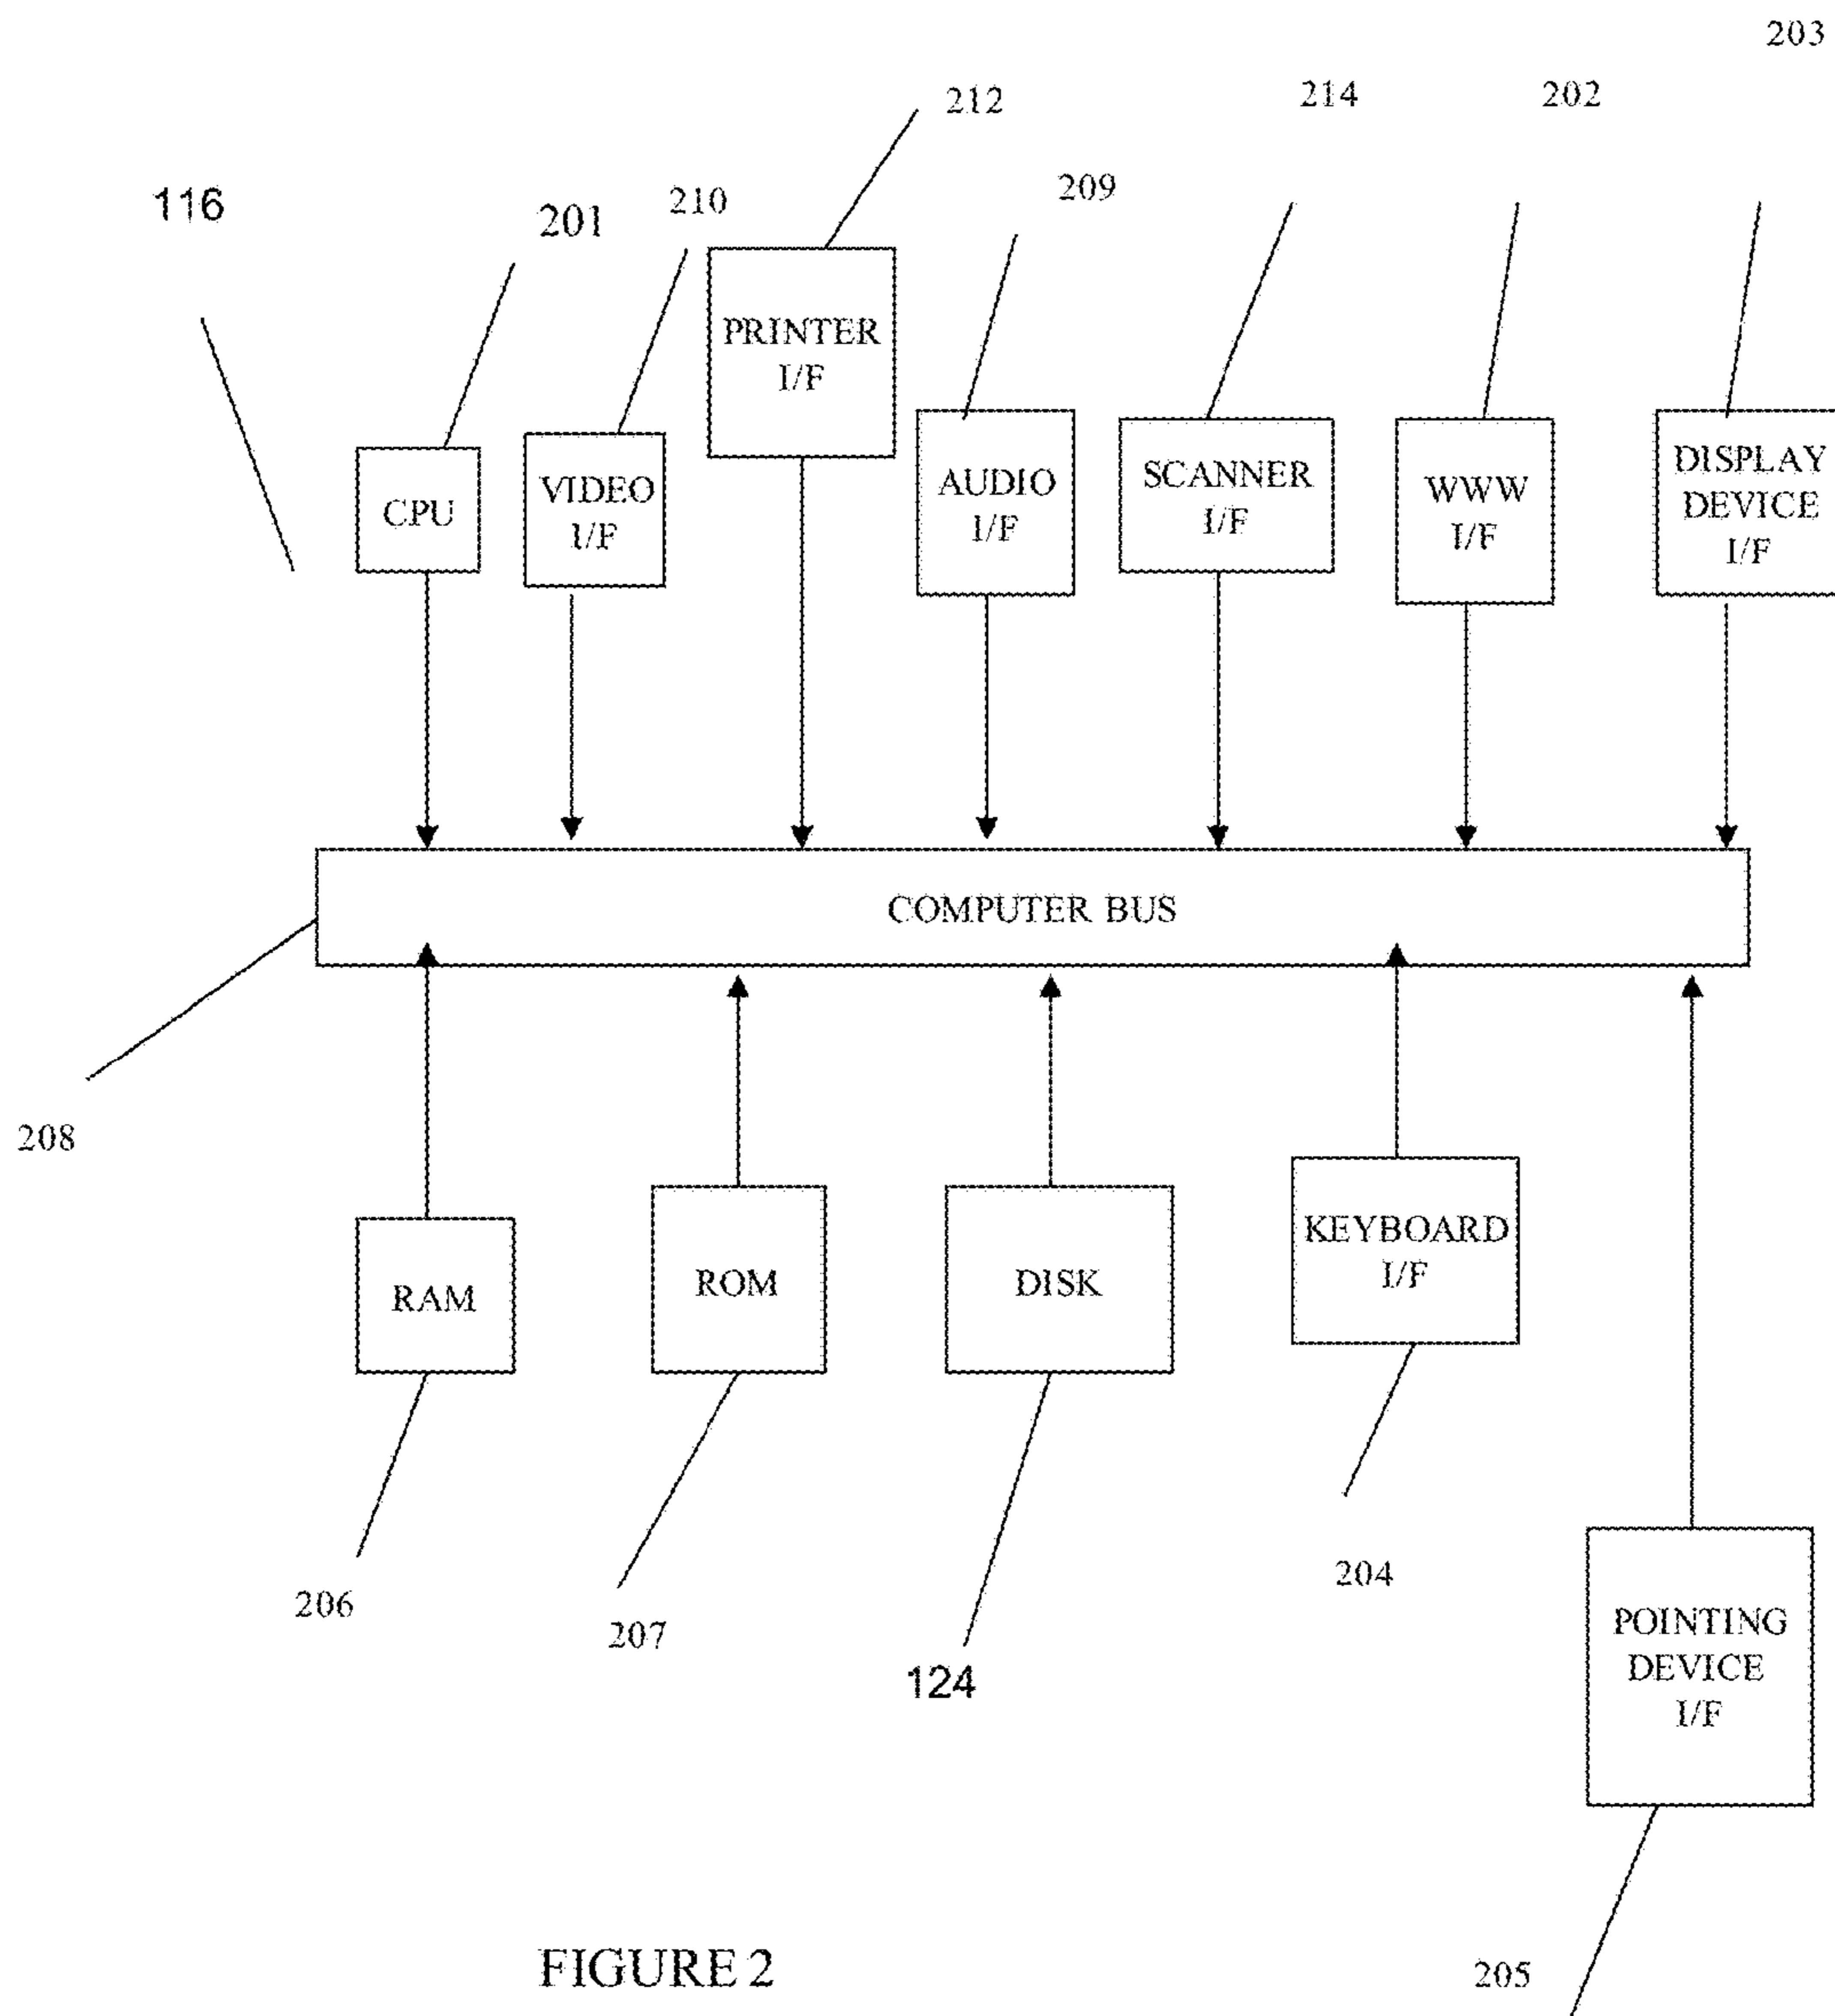 203
212
214
202
116
201
210
209
PRINTER
I/F
CPU
VIDEO
I/F
AUDIO
I/F
SCANNER
I/F
WWW
I/F
DISPLAY
DEVICE
I/F
COMPUTER BUS
208
RAM
ROM
DISK
KEYBOARD
I/F
206
207
124
204
POINTING
DEVICE
I/F
FIGURE 2
205